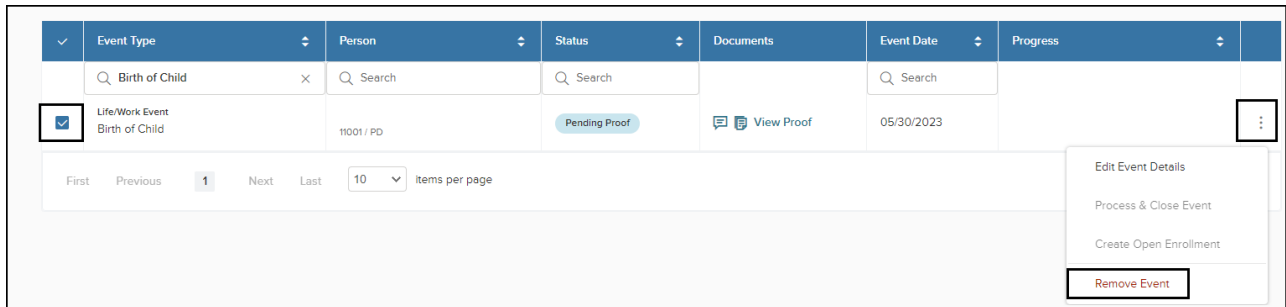 Event Type Person Status Documents Event Date Progress
Birth of Child × Search Search Search
Life/Work Event
Birth of Child 11001 / PD Pending Proof View Proof 05/30/2023
First Previous 1 Next Last 10 items per page
Edit Event Details
Process & Close Event
Create Open Enrollment
Remove Event